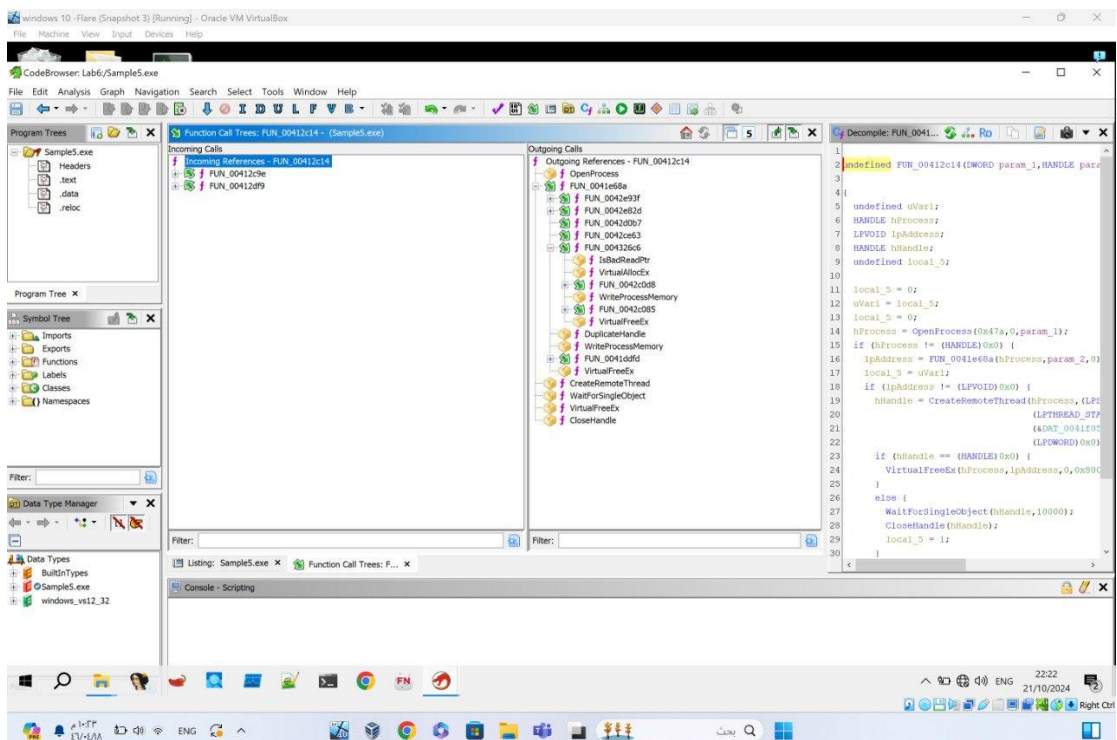 windows 10 -Flare (Snapshot 3) [Running] - Oracle VM VirtualBox
File Machine View Input Devices Help
CodeBrowser: Lab6:/Sample5.exe
File Edit Analysis Graph Navigation Search Select Tools Window Help
I D U L F V B
Program Trees
Sample5.exe
Headers
.text
.data
.reloc
Program Tree
Symbol Tree
Imports
Exports
Functions
Labels
Classes
Namespaces
Filter:
Data Type Manager
Data Types
BuiltInTypes
Sample5.exe
windows_vs12_32
Function Call Trees: FUN_00412c14 - (Sample5.exe)
5
Incoming Calls
Incoming References - FUN_00412c14
FUN_00412c9e
FUN_00412df9
Filter:
Outgoing Calls
Outgoing References - FUN_00412c14
OpenProcess
FUN_0041e68a
FUN_0042e93f
FUN_0042e82d
FUN_0042d0b7
FUN_0042ce63
FUN_004326c6
IsBadReadPtr
VirtualAllocEx
FUN_0042c0d8
WriteProcessMemory
FUN_0042c085
VirtualFreeEx
DuplicateHandle
WriteProcessMemory
FUN_0041ddfd
VirtualFreeEx
CreateRemoteThread
WaitForSingleObject
VirtualFreeEx
CloseHandle
Filter:
Listing: Sample5.exe
Function Call Trees: F...
Console - Scripting
Decompile: FUN_0041...
Ro
1
2 undefined FUN_00412c14(DWORD param_1,HANDLE para
3
4 {
5 undefined uVar1;
6 HANDLE hProcess;
7 LPVOID lpAddress;
8 HANDLE hHandle;
9 undefined local_5;
10
11 local_5 = 0;
12 uVar1 = local_5;
13 local_5 = 0;
14 hProcess = OpenProcess(0x47a,0,param_1);
15 if (hProcess != (HANDLE)0x0) {
16 lpAddress = FUN_0041e68a(hProcess,param_2,0)
17 local_5 = uVar1;
18 if (lpAddress != (LPVOID)0x0) {
19 hHandle = CreateRemoteThread(hProcess,(LPS
20 (LPTHREAD_STA
21 (&DAT_0041f05
22 (LPDWORD)0x0)
23 if (hHandle == (HANDLE)0x0) {
24 VirtualFreeEx(hProcess,lpAddress,0,0x800
25 }
26 else {
27 WaitForSingleObject(hHandle,10000);
28 CloseHandle(hHandle);
29 local_5 = 1;
30 }
FN
ENG
22:22
21/10/2024
2
Right Ctrl
ENG
بحث